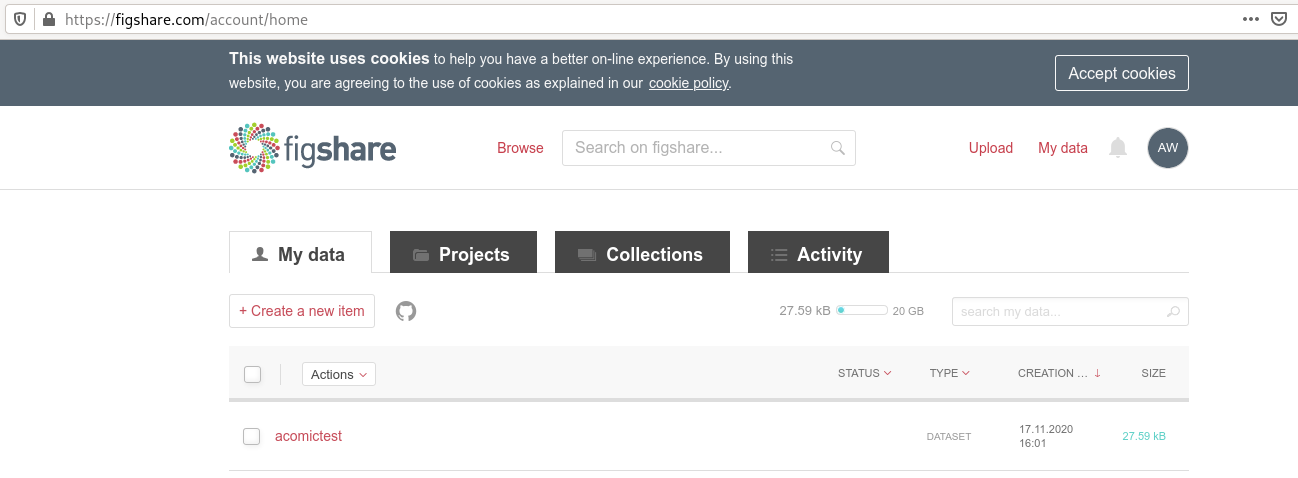 https://figshare.com/account/home
This website uses cookies to help you have a better on-line experience. By using this
website, you are agreeing to the use of cookies as explained in our cookie policy.
Accept cookies
figshare
Browse
Search on figshare...
Upload
My data
AW
My data
Projects
Collections
Activity
+ Create a new item
27.59 kB
20 GB
search my data...
Actions
STATUS
TYPE
CREATION ...
SIZE
acomictest
DATASET
17.11.2020
16:01
27.59 kB